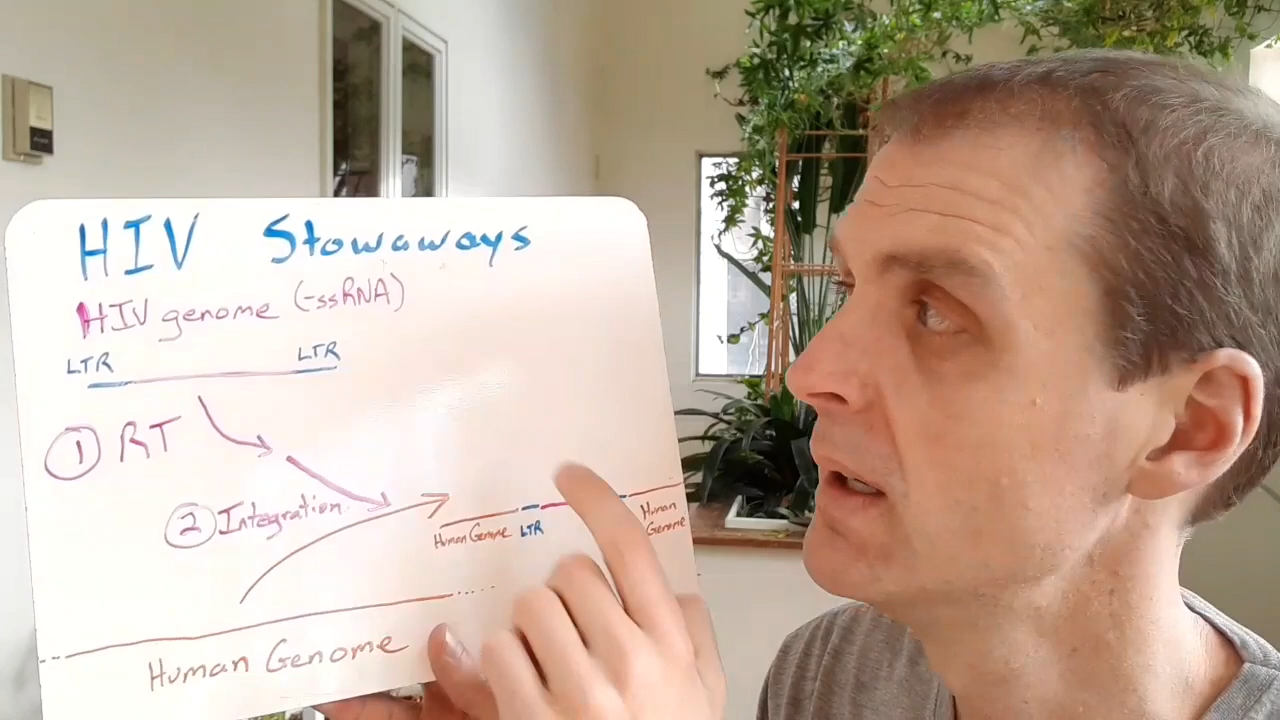 HIV Stowaways
HIV genome (-ssRNA)
LTR LTR
① RT
② Integration
Human Genome LTR Human Genome
Human Genome